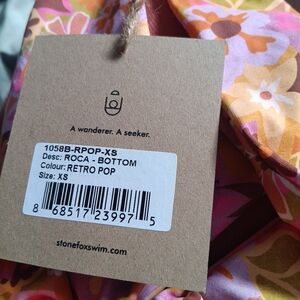 A wanderer. A seeker.
1058B-RPOP-XS
Desc: ROCA - BOTTOM
Colour: RETRO POP
Size: XS
8 68517 23997 5
stonefoxswim.com